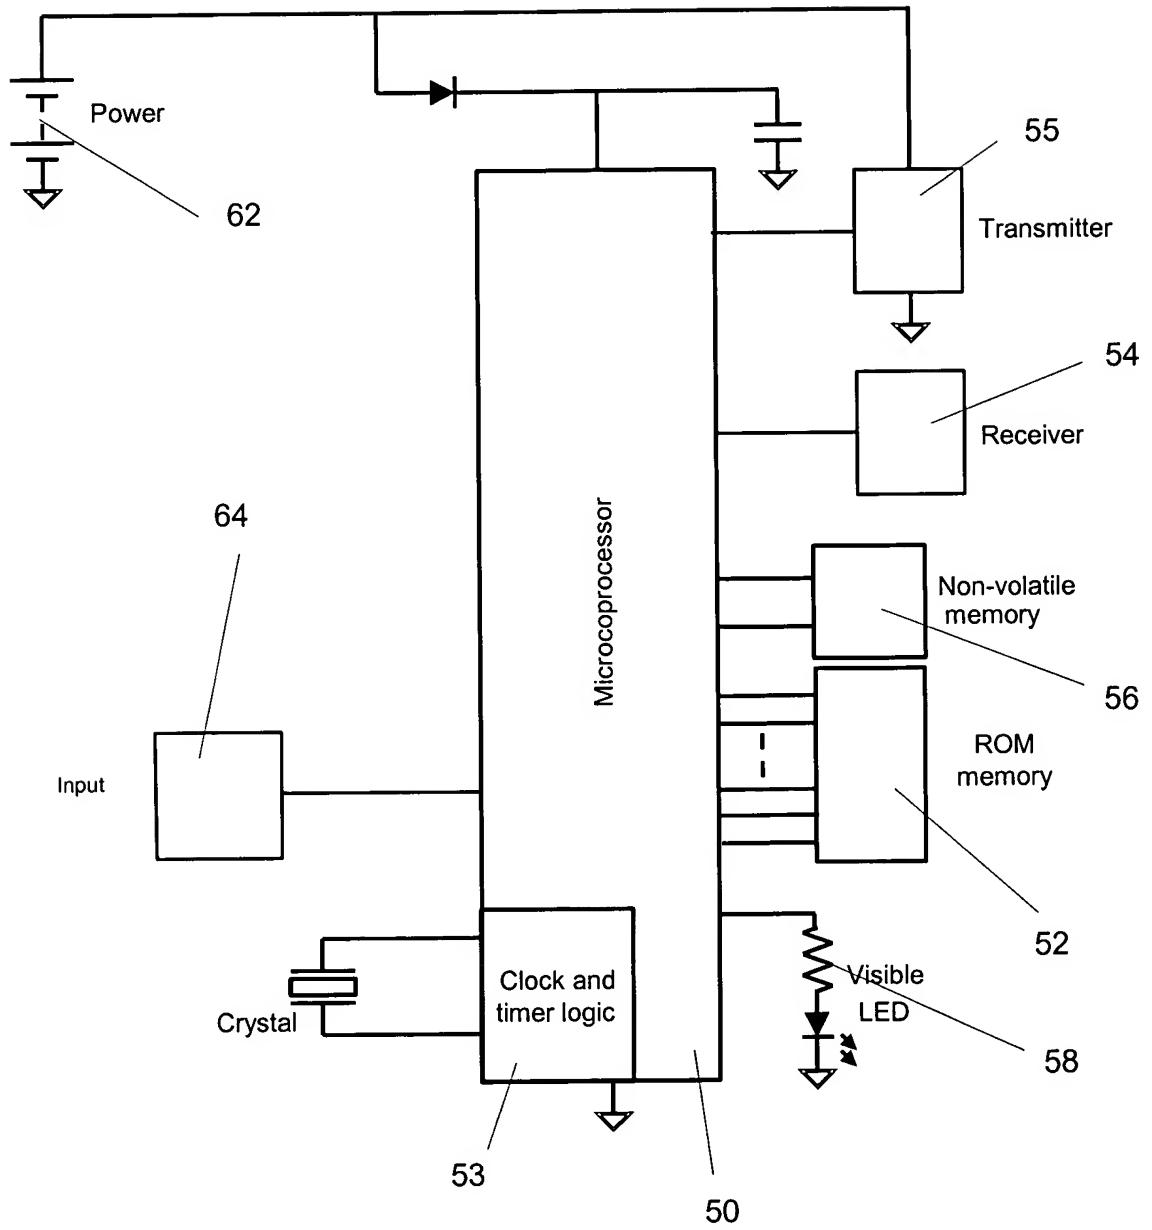 Power
62
55
Transmitter
54
Receiver
64
Microcoprocessor
Non-volatile
memory
56
Input
ROM
memory
52
Clock and
timer logic
Crystal
Visible
LED
58
53
50